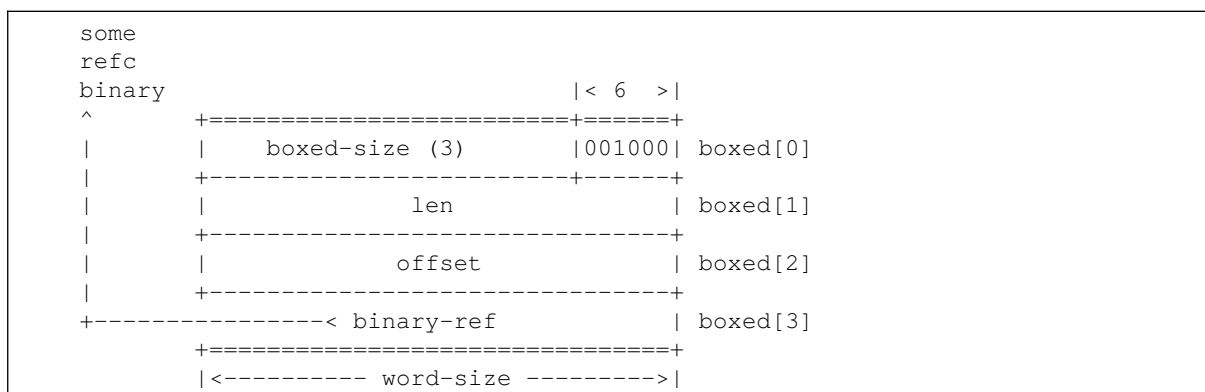 some
refc
binary                       |< 6  >|
^       +=========================+======+
|       |    boxed-size (3)       |001000| boxed[0]
|       +-------------------------+------+
|       |              len               | boxed[1]
|       +--------------------------------+
|       |             offset             | boxed[2]
|       +--------------------------------+
+----------------< binary-ref            | boxed[3]
        +================================+
        |<---------- word-size --------->|